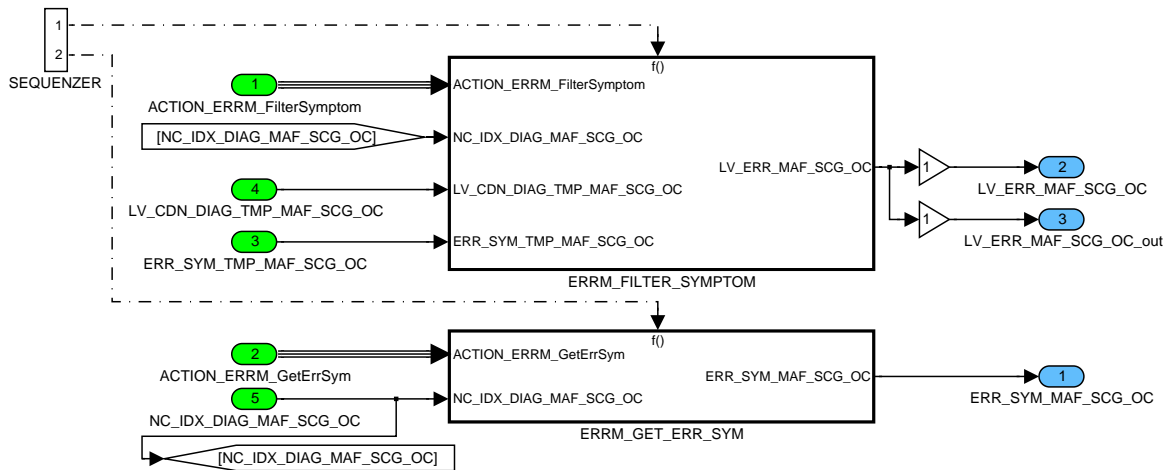 1
2
SEQUENZER
f()
1
ACTION_ERRM_FilterSymptom
ACTION_ERRM_FilterSymptom
[NC_IDX_DIAG_MAF_SCG_OC]
NC_IDX_DIAG_MAF_SCG_OC
LV_ERR_MAF_SCG_OC
1
2
LV_ERR_MAF_SCG_OC
4
LV_CDN_DIAG_TMP_MAF_SCG_OC
LV_CDN_DIAG_TMP_MAF_SCG_OC
1
3
LV_ERR_MAF_SCG_OC_out
3
ERR_SYM_TMP_MAF_SCG_OC
ERR_SYM_TMP_MAF_SCG_OC
ERRM_FILTER_SYMPTOM
f()
2
ACTION_ERRM_GetErrSym
ACTION_ERRM_GetErrSym
ERR_SYM_MAF_SCG_OC
1
ERR_SYM_MAF_SCG_OC
5
NC_IDX_DIAG_MAF_SCG_OC
NC_IDX_DIAG_MAF_SCG_OC
ERRM_GET_ERR_SYM
[NC_IDX_DIAG_MAF_SCG_OC]